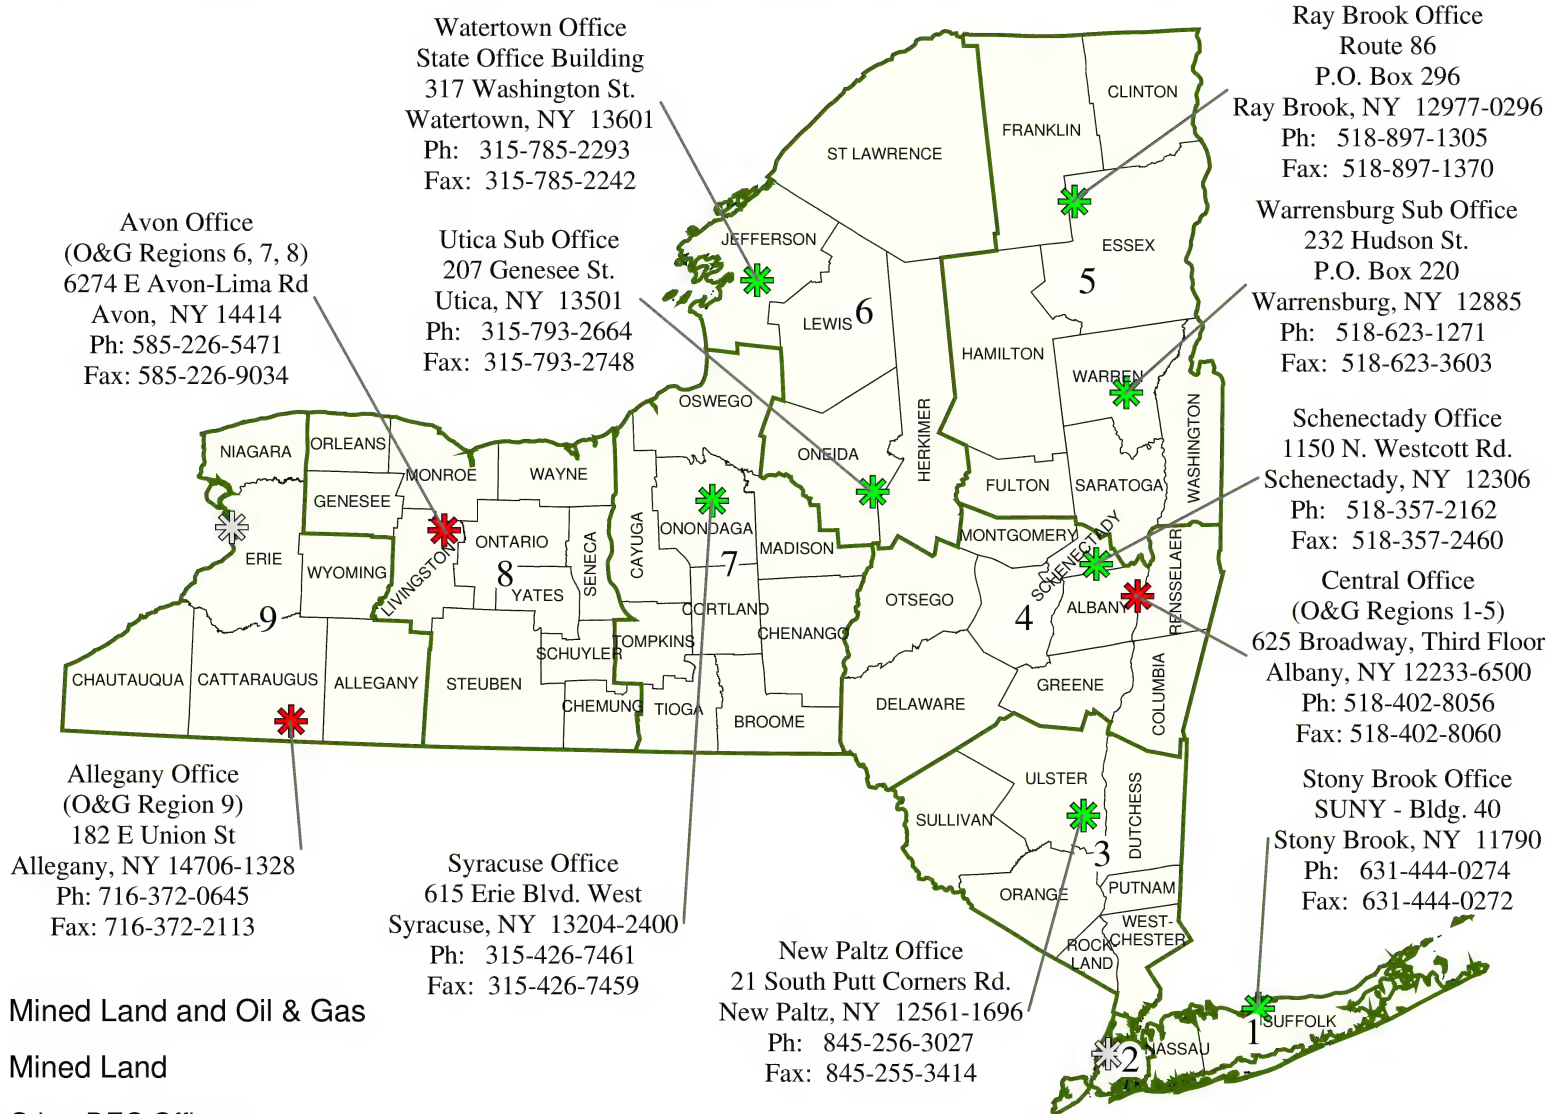 Watertown Office
State Office Building
317 Washington St.
Watertown, NY  13601
Ph:   315-785-2293
Fax:  315-785-2242
Ray Brook Office
Route 86
P.O. Box 296
Ray Brook, NY  12977-0296
Ph:   518-897-1305
Fax:  518-897-1370
Avon Office
(O&G Regions 6, 7, 8)
6274 E Avon-Lima Rd
Avon,  NY 14414
Ph: 585-226-5471
Fax: 585-226-9034
Utica Sub Office
207 Genesee St.
Utica, NY  13501
Ph:   315-793-2664
Fax:  315-793-2748
Warrensburg Sub Office
232 Hudson St.
P.O. Box 220
Warrensburg, NY  12885
Ph:   518-623-1271
Fax:  518-623-3603
Schenectady Office
1150 N. Westcott Rd.
Schenectady, NY  12306
Ph:   518-357-2162
Fax:  518-357-2460
Central Office
(O&G Regions 1-5)
625 Broadway, Third Floor
Albany, NY 12233-6500
Ph: 518-402-8056
Fax: 518-402-8060
Allegany Office
(O&G Region 9)
182 E Union St
Allegany, NY 14706-1328
Ph: 716-372-0645
Fax: 716-372-2113
Syracuse Office
615 Erie Blvd. West
Syracuse, NY  13204-2400
Ph:   315-426-7461
Fax:  315-426-7459
New Paltz Office
21 South Putt Corners Rd.
New Paltz, NY  12561-1696
Ph:   845-256-3027
Fax:  845-255-3414
Stony Brook Office
SUNY - Bldg. 40
Stony Brook, NY  11790
Ph:   631-444-0274
Fax:  631-444-0272
CLINTON
FRANKLIN
ST LAWRENCE
ESSEX
5
JEFFERSON
LEWIS
6
HAMILTON
WARREN
WASHINGTON
HERKIMER
OSWEGO
ONEIDA
FULTON
SARATOGA
NIAGARA
ORLEANS
MONROE
WAYNE
GENESEE
ERIE
WYOMING
LIVINGSTON
ONTARIO
8
YATES
SENECA
CAYUGA
ONONDAGA
7
MADISON
CORTLAND
CHENANGO
MONTGOMERY
SCHENECTADY
OTSEGO
4
ALBANY
RENSSELAER
9
CHAUTAUQUA
CATTARAUGUS
ALLEGANY
STEUBEN
SCHUYLER
TOMPKINS
CHEMUNG
TIOGA
BROOME
DELAWARE
GREENE
COLUMBIA
ULSTER
SULLIVAN
DUTCHESS
3
ORANGE
PUTNAM
WEST-
CHESTER
ROCK
LAND
2
NASSAU
1
SUFFOLK
Mined Land and Oil & Gas
Mined Land